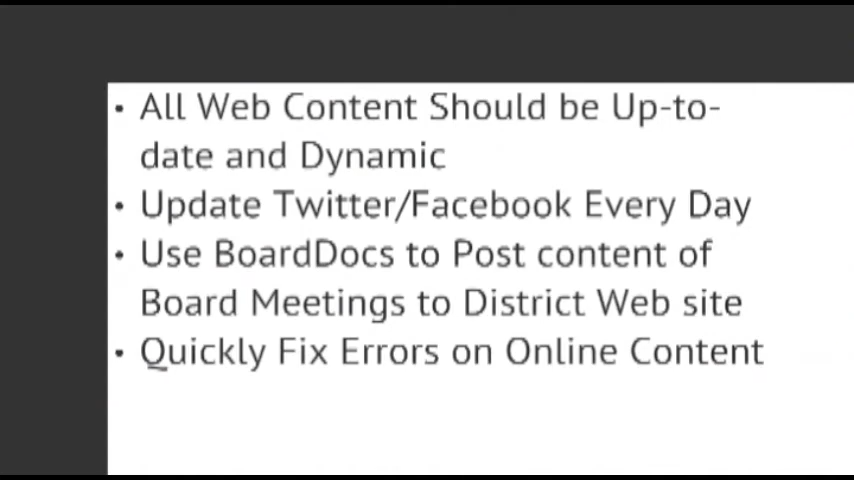 • All Web Content Should be Up-to-
date and Dynamic
• Update Twitter/Facebook Every Day
• Use BoardDocs to Post content of
Board Meetings to District Web site
• Quickly Fix Errors on Online Content